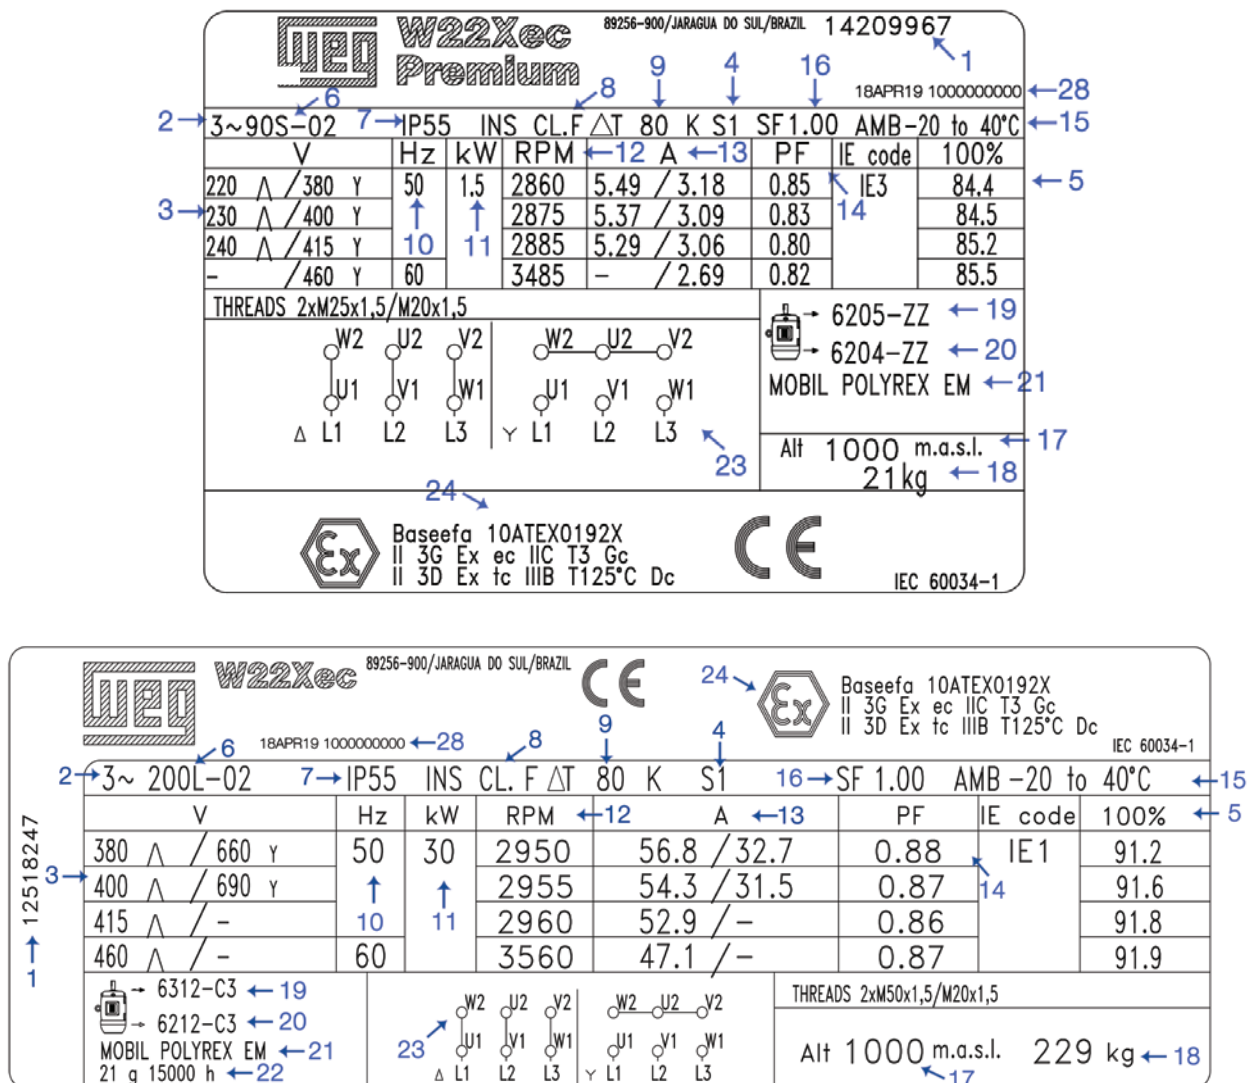 WEG W22Xec 89256-900/JARAGUA DO SUL/BRAZIL 14209967
Premium 1
18APR19 1000000000 28
6 8 9 4 16
2 3~90S-02 7 IP55 INS CL.F ΔT 80 K S1 SF1.00 AMB-20 to 40°C 15
V Hz kW RPM 12 A 13 PF IE code 100%
220 Δ / 380 Y 50 1.5 2860 5.49 / 3.18 0.85 IE3 84.4 5
3 230 Δ / 400 Y 2875 5.37 / 3.09 0.83 14 84.5
240 Δ / 415 Y 10 11 2885 5.29 / 3.06 0.80 85.2
- / 460 Y 60 3485 - / 2.69 0.82 85.5
THREADS 2xM25x1,5/M20x1,5
W2 U2 V2 W2 U2 V2
U1 V1 W1 U1 V1 W1
Δ L1 L2 L3 Y L1 L2 L3
23
6205-ZZ 19
6204-ZZ 20
MOBIL POLYREX EM 21
Alt 1000 m.a.s.l. 17
21kg 18
24
Ex Baseefa 10ATEX0192X CE
II 3G Ex ec IIC T3 Gc
II 3D Ex tc IIIB T125°C Dc
IEC 60034-1
WEG W22Xec 89256-900/JARAGUA DO SUL/BRAZIL CE 24 Ex Baseefa 10ATEX0192X
II 3G Ex ec IIC T3 Gc
II 3D Ex tc IIIB T125°C Dc
18APR19 1000000000 28 IEC 60034-1
6 8 9 4
2 3~ 200L-02 7 IP55 INS CL. F ΔT 80 K S1 16 SF 1.00 AMB -20 to 40°C 15
V Hz kW RPM 12 A 13 PF IE code 100% 5
380 Δ / 660 Y 50 30 2950 56.8 / 32.7 0.88 IE1 91.2
3 400 Δ / 690 Y 2955 54.3 / 31.5 0.87 14 91.6
415 Δ / - 10 11 2960 52.9 / - 0.86 91.8
460 Δ / - 60 3560 47.1 / - 0.87 91.9
12518247
1
6312-C3 19
6212-C3 20
MOBIL POLYREX EM 21
21 g 15000 h 22
23
W2 U2 V2 W2 U2 V2
U1 V1 W1 U1 V1 W1
Δ L1 L2 L3 Y L1 L2 L3
THREADS 2xM50x1,5/M20x1,5
Alt 1000 m.a.s.l. 229 kg 18
17